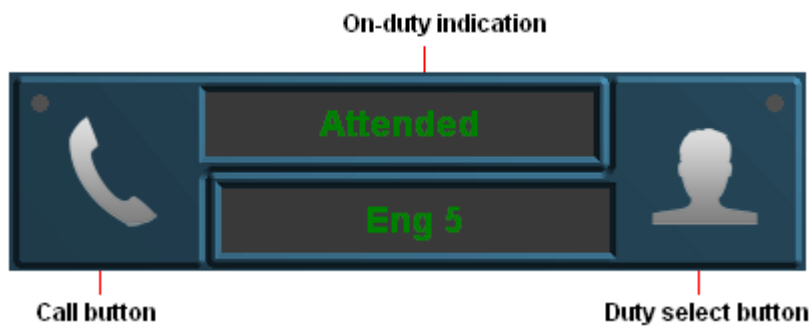 On-duty indication
Attended
Eng 5
Call button
Duty select button